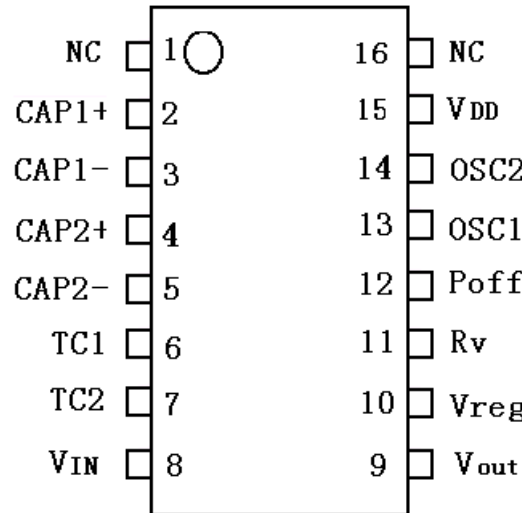 NC 1 16 NC
CAP1+ 2 15 VDD
CAP1- 3 14 OSC2
CAP2+ 4 13 OSC1
CAP2- 5 12 Poff
TC1 6 11 Rv
TC2 7 10 Vreg
VIN 8 9 Vout